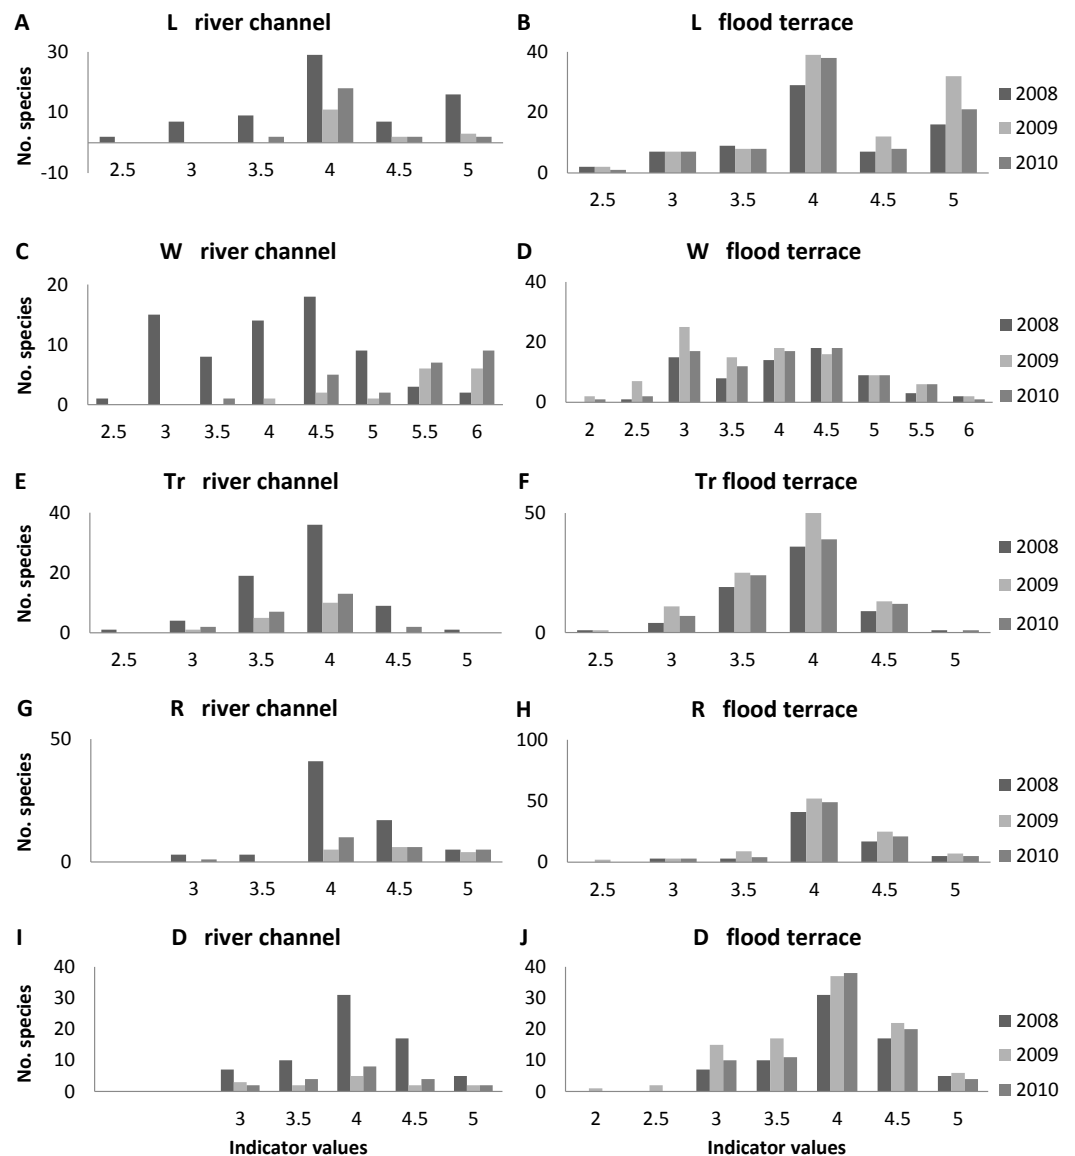 A L river channel
No. species
30
10
-10
2.5 3 3.5 4 4.5 5
B L flood terrace
40
20
0
2.5 3 3.5 4 4.5 5
2008
2009
2010
C W river channel
20
10
0
2.5 3 3.5 4 4.5 5 5.5 6
D W flood terrace
40
20
0
2 2.5 3 3.5 4 4.5 5 5.5 6
2008
2009
2010
E Tr river channel
No. species
40
20
0
2.5 3 3.5 4 4.5 5
F Tr flood terrace
50
0
2.5 3 3.5 4 4.5 5
2008
2009
2010
G R river channel
No. species
50
0
3 3.5 4 4.5 5
H R flood terrace
100
50
0
2.5 3 3.5 4 4.5 5
2008
2009
2010
I D river channel
No. species
40
30
20
10
0
3 3.5 4 4.5 5
Indicator values
J D flood terrace
40
30
20
10
0
2 2.5 3 3.5 4 4.5 5
Indicator values
2008
2009
2010